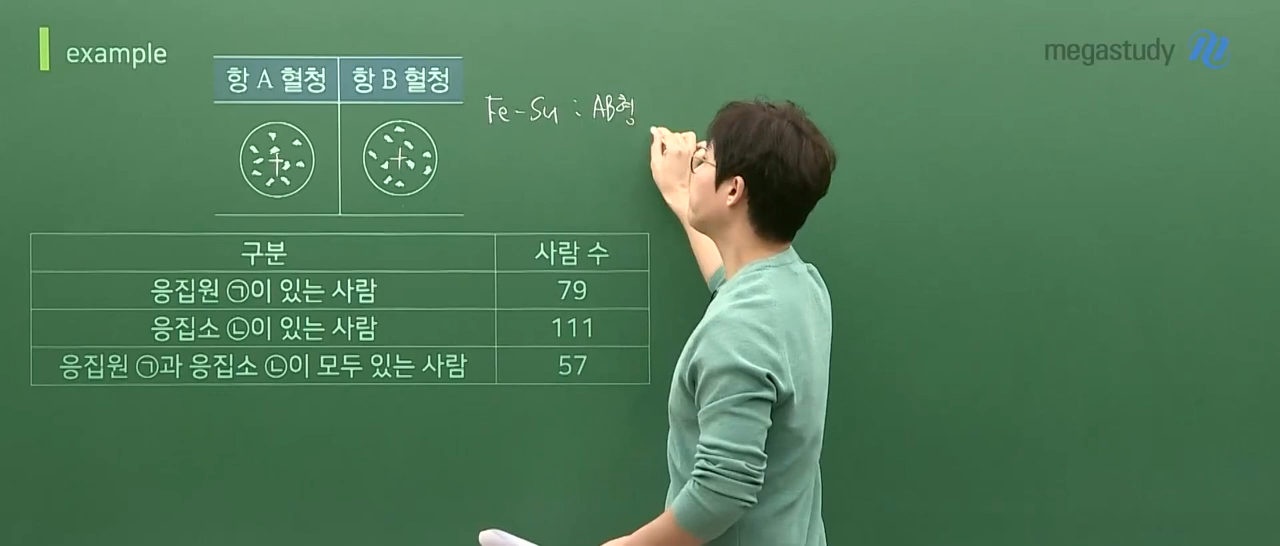 example
megastudy
항 A 혈청 항 B 혈청
+ +
Fe-Su : AB형
구분 사람 수
응집원 ㉠이 있는 사람 79
응집소 ㉡이 있는 사람 111
응집원 ㉠과 응집소 ㉡이 모두 있는 사람 57